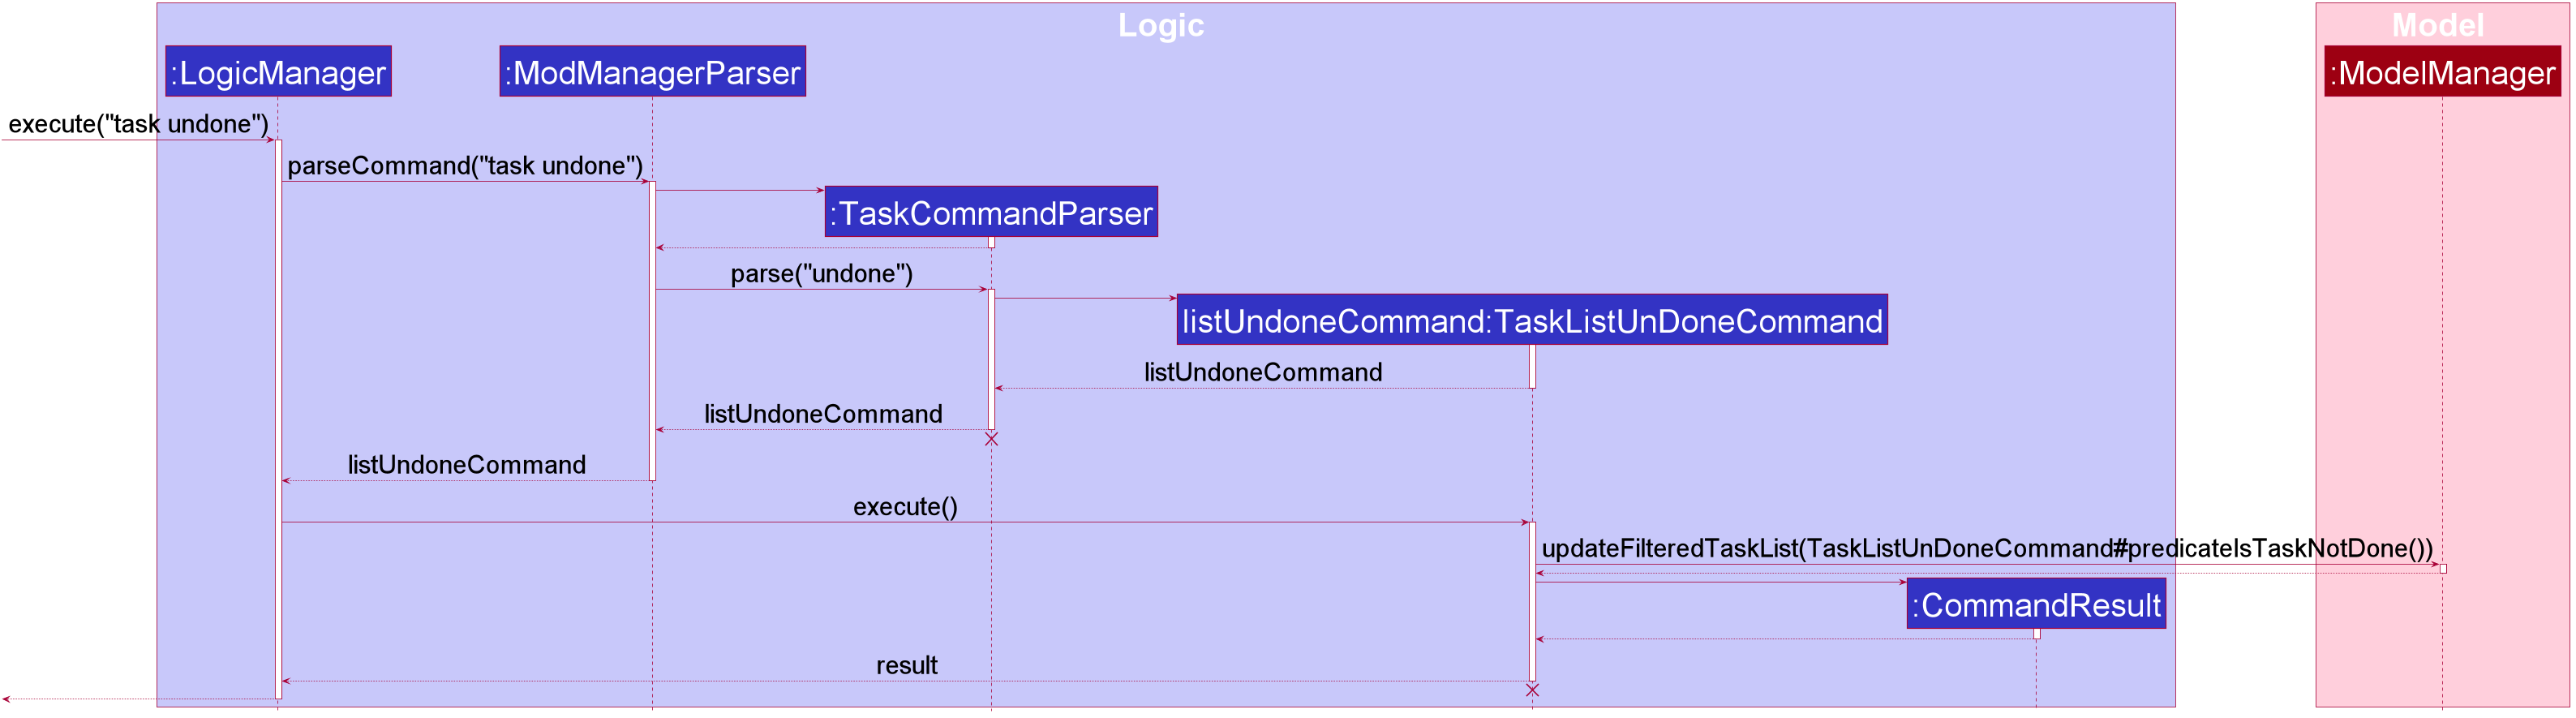 Logic
Model
:LogicManager
:ModManagerParser
:ModelManager
execute("task undone")
parseCommand("task undone")
:TaskCommandParser
parse("undone")
listUndoneCommand:TaskListUnDoneCommand
listUndoneCommand
listUndoneCommand
listUndoneCommand
execute()
updateFilteredTaskList(TaskListUnDoneCommand#predicateIsTaskNotDone())
:CommandResult
result